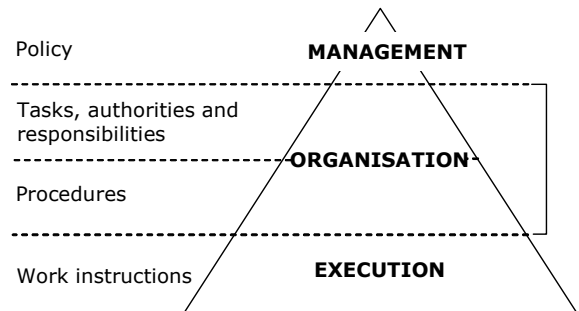 Policy
MANAGEMENT
Tasks, authorities and
responsibilities
ORGANISATION
Procedures
Work instructions
EXECUTION